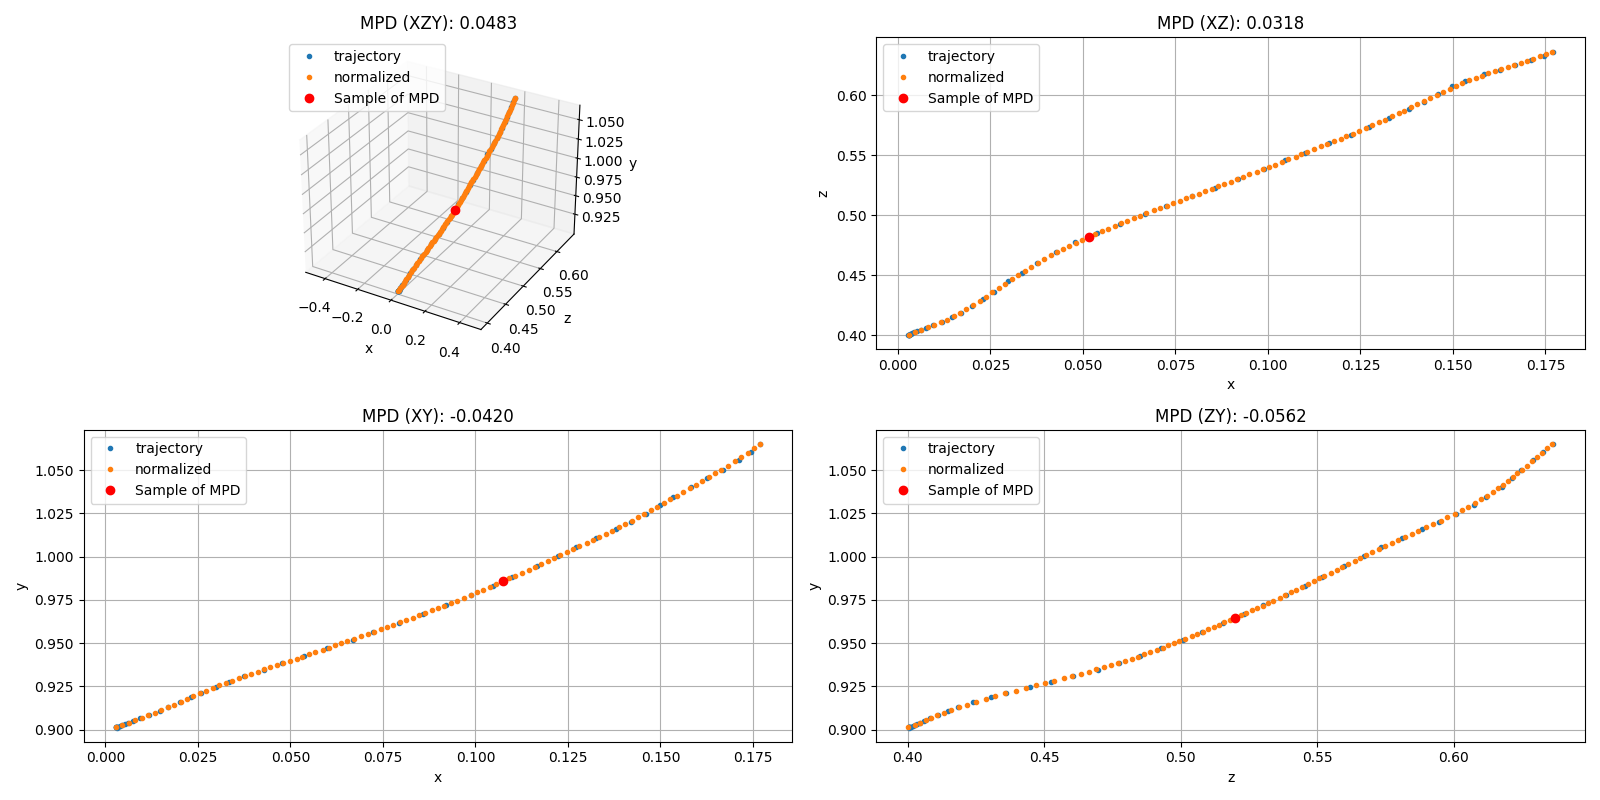 MPD (XZY): 0.0483
trajectory
normalized
Sample of MPD
1.050
1.025
1.000
0.975
0.950
0.925
y
−0.4
−0.2
0.0
0.2
0.4
x
0.40
0.45
0.50
0.55
0.60
z
MPD (XZ): 0.0318
trajectory
normalized
Sample of MPD
0.60
0.55
0.50
0.45
0.40
z
0.000 0.025 0.050 0.075 0.100 0.125 0.150 0.175
x
MPD (XY): -0.0420
trajectory
normalized
Sample of MPD
1.050
1.025
1.000
0.975
0.950
0.925
0.900
y
0.000 0.025 0.050 0.075 0.100 0.125 0.150 0.175
x
MPD (ZY): -0.0562
trajectory
normalized
Sample of MPD
1.050
1.025
1.000
0.975
0.950
0.925
0.900
y
0.40 0.45 0.50 0.55 0.60
z